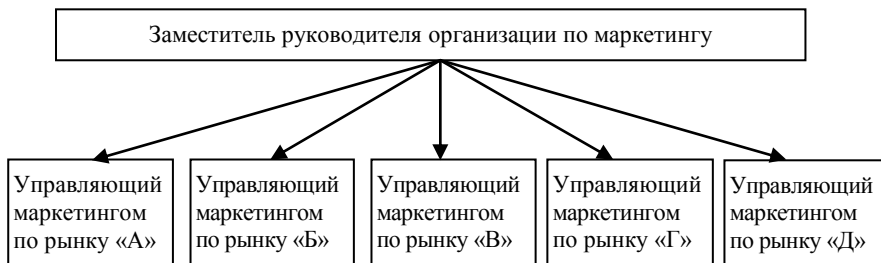 Заместитель руководителя организации по маркетингу
Управляющий
маркетингом
по рынку «А»
Управляющий
маркетингом
по рынку «Б»
Управляющий
маркетингом
по рынку «В»
Управляющий
маркетингом
по рынку «Г»
Управляющий
маркетингом
по рынку «Д»